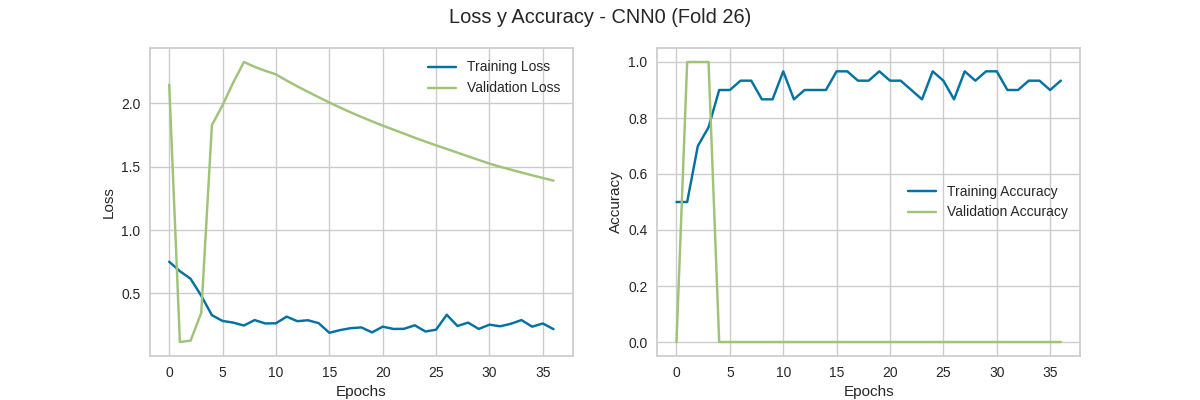 Loss y Accuracy - CNN0 (Fold 26)
Training Loss
Validation Loss
2.0
1.5
1.0
0.5
Loss
0 5 10 15 20 25 30 35
Epochs
1.0
0.8
0.6
0.4
0.2
0.0
Accuracy
Training Accuracy
Validation Accuracy
0 5 10 15 20 25 30 35
Epochs